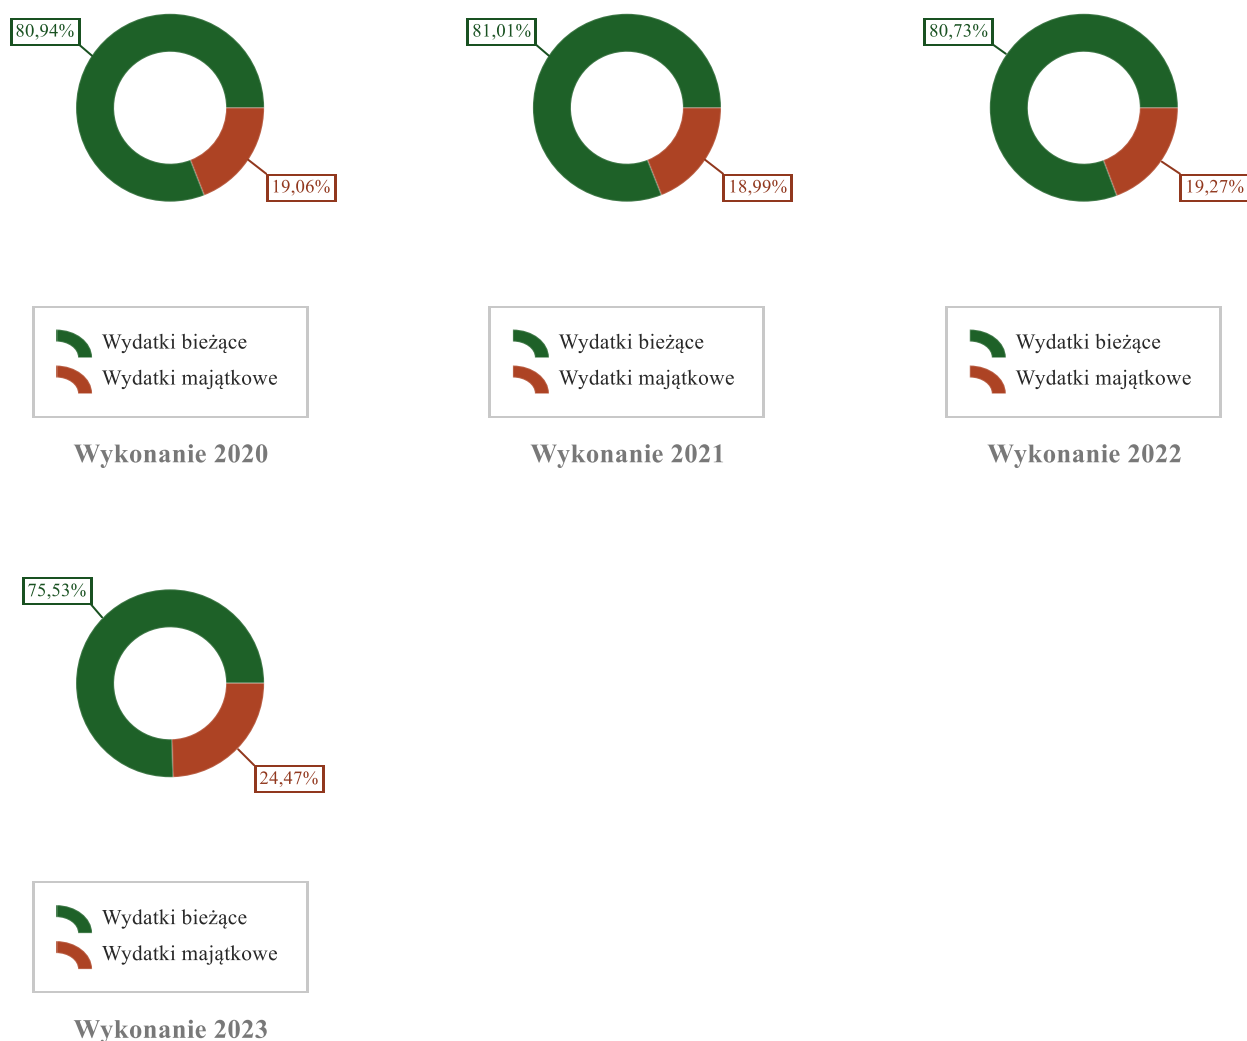 80,94%
19,06%
Wydatki bieżące
Wydatki majątkowe
Wykonanie 2020
81,01%
18,99%
Wydatki bieżące
Wydatki majątkowe
Wykonanie 2021
80,73%
19,27%
Wydatki bieżące
Wydatki majątkowe
Wykonanie 2022
75,53%
24,47%
Wydatki bieżące
Wydatki majątkowe
Wykonanie 2023